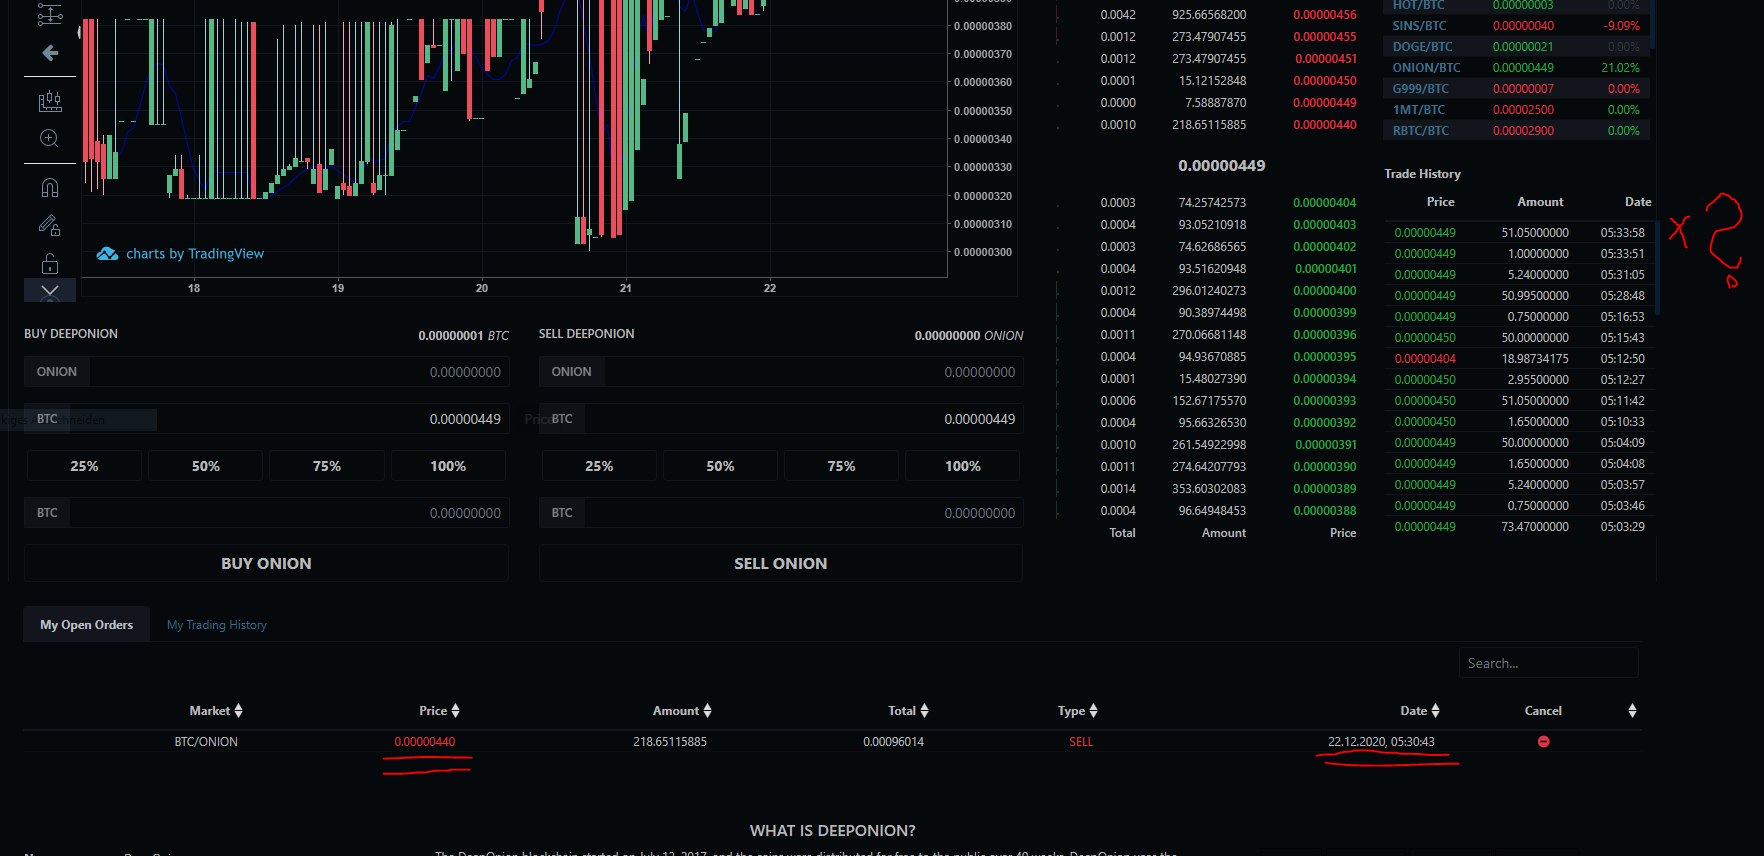 0.00000380
0.00000370
0.00000360
0.00000350
0.00000340
0.00000330
0.00000320
0.00000310
0.00000300
charts by TradingView
18 19 20 21 22
0.0042 925.66568200 0.00000456
0.0012 273.47907455 0.00000455
0.0012 273.47907455 0.00000451
0.0001 15.12152848 0.00000450
0.0000 7.58887870 0.00000449
0.0010 218.65115885 0.00000440
0.00000449
0.0003 74.25742573 0.00000404
0.0004 93.05210918 0.00000403
0.0003 74.62686565 0.00000402
0.0004 93.51620948 0.00000401
0.0012 296.01240273 0.00000400
0.0004 90.38974498 0.00000399
0.0011 270.06681148 0.00000396
0.0004 94.93670885 0.00000395
0.0001 15.48027390 0.00000394
0.0006 152.67175570 0.00000393
0.0004 95.66326530 0.00000392
0.0010 261.54922998 0.00000391
0.0011 274.64207793 0.00000390
0.0014 353.60302083 0.00000389
0.0004 96.64948453 0.00000388
Total Amount Price
HOT/BTC 0.00000003 0.00%
SINS/BTC 0.00000040 -9.09%
DOGE/BTC 0.00000021 0.00%
ONION/BTC 0.00000449 21.02%
G999/BTC 0.00000007 0.00%
1MT/BTC 0.00002500 0.00%
RBTC/BTC 0.00002900 0.00%
Trade History
Price Amount Date
0.00000449 51.05000000 05:33:58
0.00000449 1.00000000 05:33:51
0.00000449 5.24000000 05:31:05
0.00000449 50.99500000 05:28:48
0.00000449 0.75000000 05:16:53
0.00000450 50.00000000 05:15:43
0.00000404 18.98734175 05:12:50
0.00000450 2.95500000 05:12:27
0.00000450 51.05000000 05:11:42
0.00000450 1.65000000 05:10:33
0.00000449 50.00000000 05:04:09
0.00000449 1.65000000 05:04:08
0.00000449 5.24000000 05:03:57
0.00000449 0.75000000 05:03:46
0.00000449 73.47000000 05:03:29
x ?
BUY DEEPONION 0.00000001 BTC
ONION 0.00000000
BTC 0.00000449
25% 50% 75% 100%
BTC 0.00000000
BUY ONION
SELL DEEPONION 0.00000000 ONION
ONION 0.00000000
Price BTC 0.00000449
25% 50% 75% 100%
BTC 0.00000000
SELL ONION
My Open Orders My Trading History
Search...
Market Price Amount Total Type Date Cancel
BTC/ONION 0.00000440 218.65115885 0.00096014 SELL 22.12.2020, 05:30:43
WHAT IS DEEPONION?